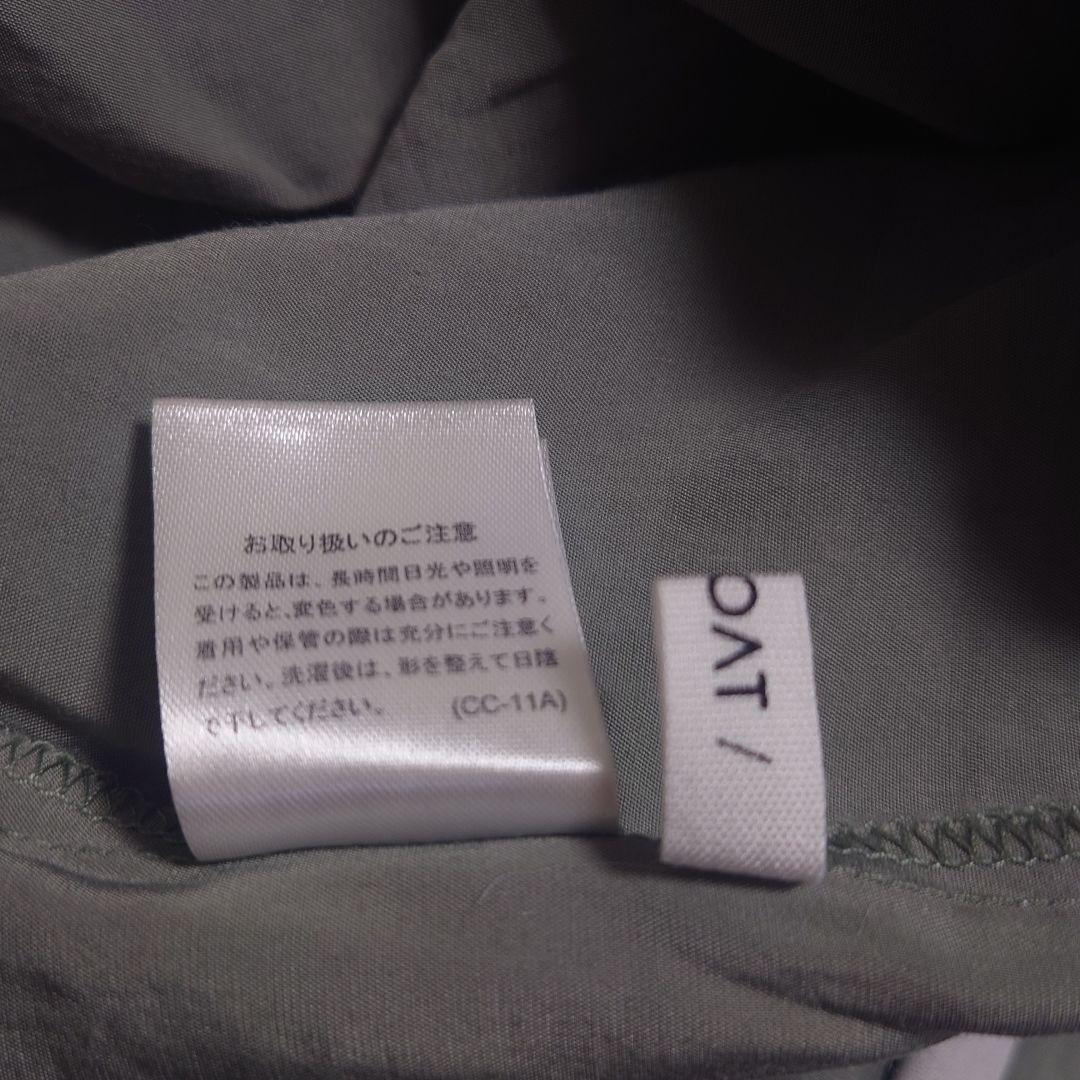 お取り扱いのご注意
この製品は、長時間日光や照明を
受けると、変色する場合があります。
着用や保管の際は充分にご注意く
ださい。洗濯後は、形を整えて日陰
で干してください。 (CC-11A)
OVAT /